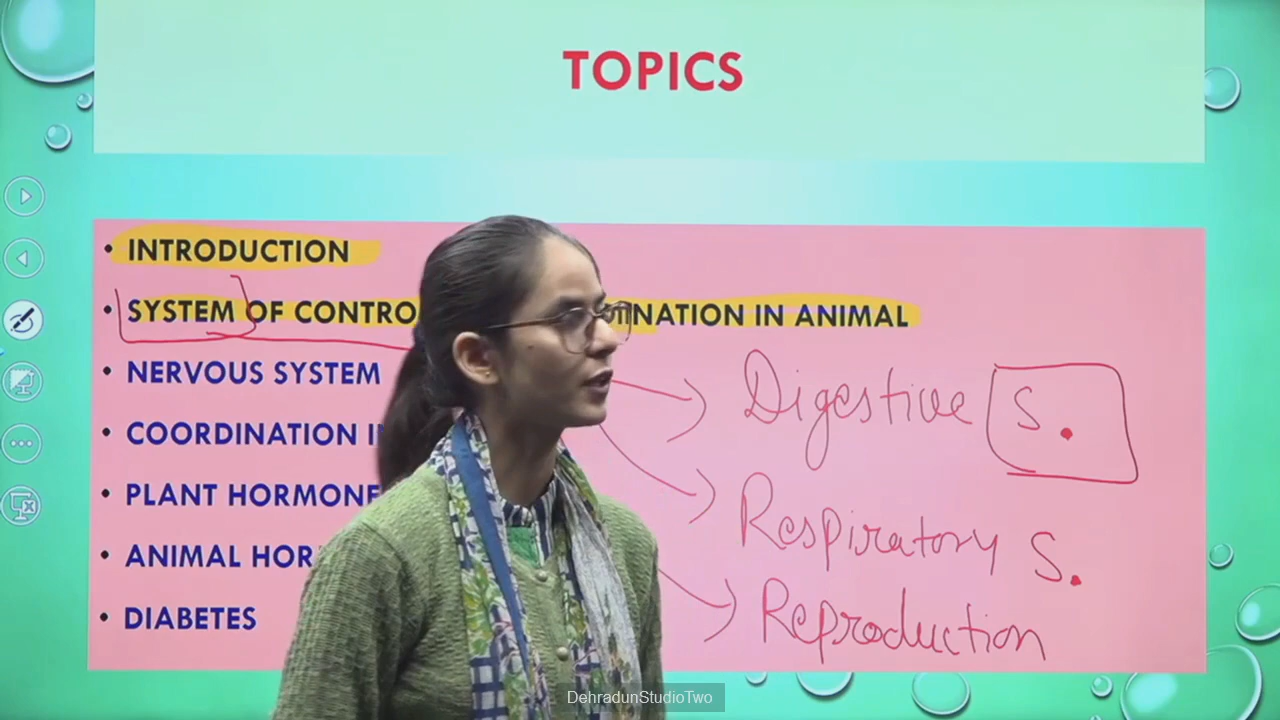 TOPICS
• INTRODUCTION
• SYSTEM OF CONTRO INATION IN ANIMAL
• NERVOUS SYSTEM
Digestive S.
• COORDINATION I
• PLANT HORMONE
Respiratory S.
• ANIMAL HOR
• DIABETES
Reproduction
DehradunStudioTwo